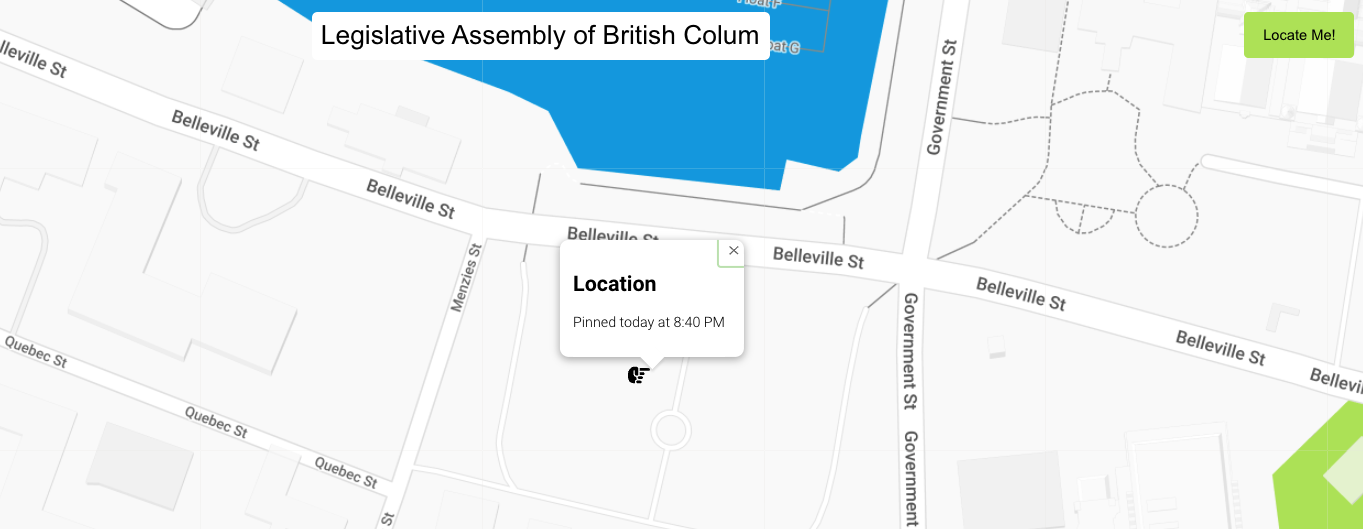 Float F
Legislative Assembly of British Colum
oat G
Locate Me!
lleville St
Government St
Belleville St
Belleville St
Belleville St
Belleville St
Menzies St
Location
Pinned today at 8:40 PM
Belleville St
Government St
Belleville St
Quebec St
Bellevi
Quebec St
Government
Quebec St
St